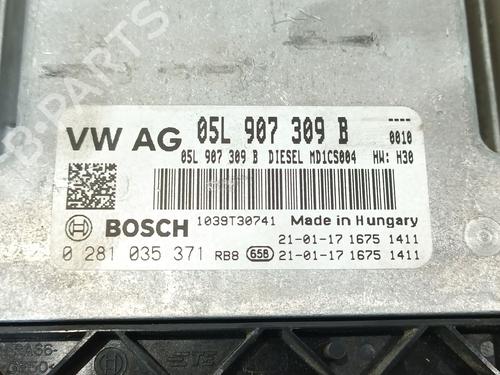 B-PARTS
VW AG 05L 907 309 B
0010
05L 907 309 B DIESEL MD1CS004 HW: H30
BOSCH 1039T30741 Made in Hungary
0 281 035 371 RB8 658
21-01-17 1675 1411
21-01-17 1675 1411